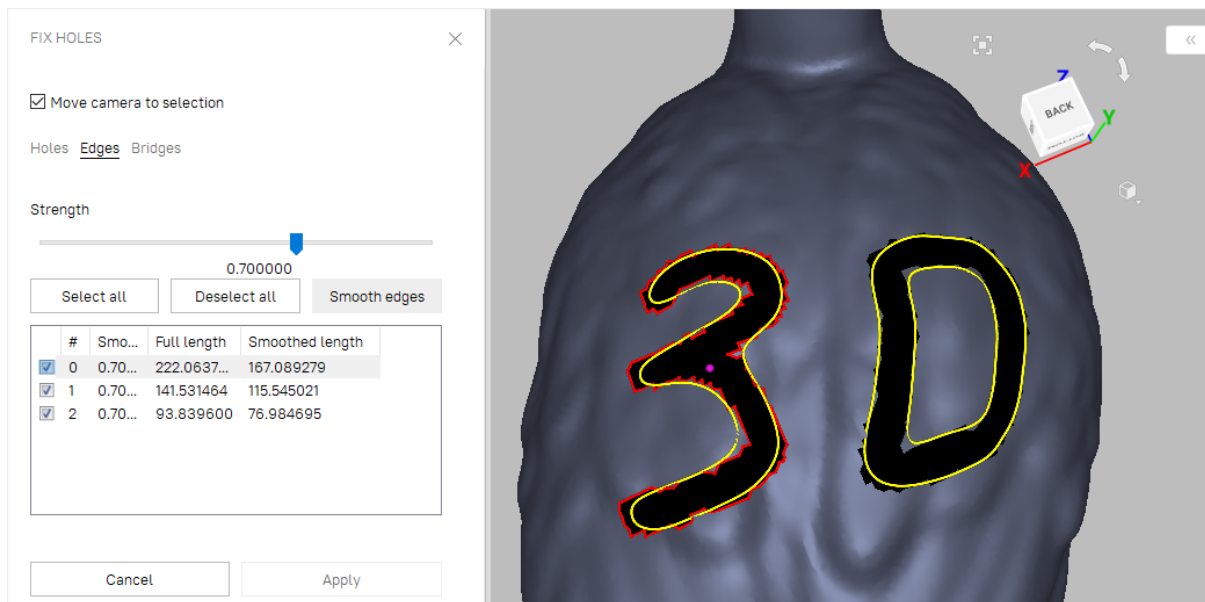 FIX HOLES
Move camera to selection
Holes Edges Bridges
Strength
0.700000
Select all Deselect all Smooth edges
# Smo... Full length Smoothed length
0 0.70... 222.0637... 167.089279
1 0.70... 141.531464 115.545021
2 0.70... 93.839600 76.984695
Cancel Apply
Z
BACK
Y
X
3D